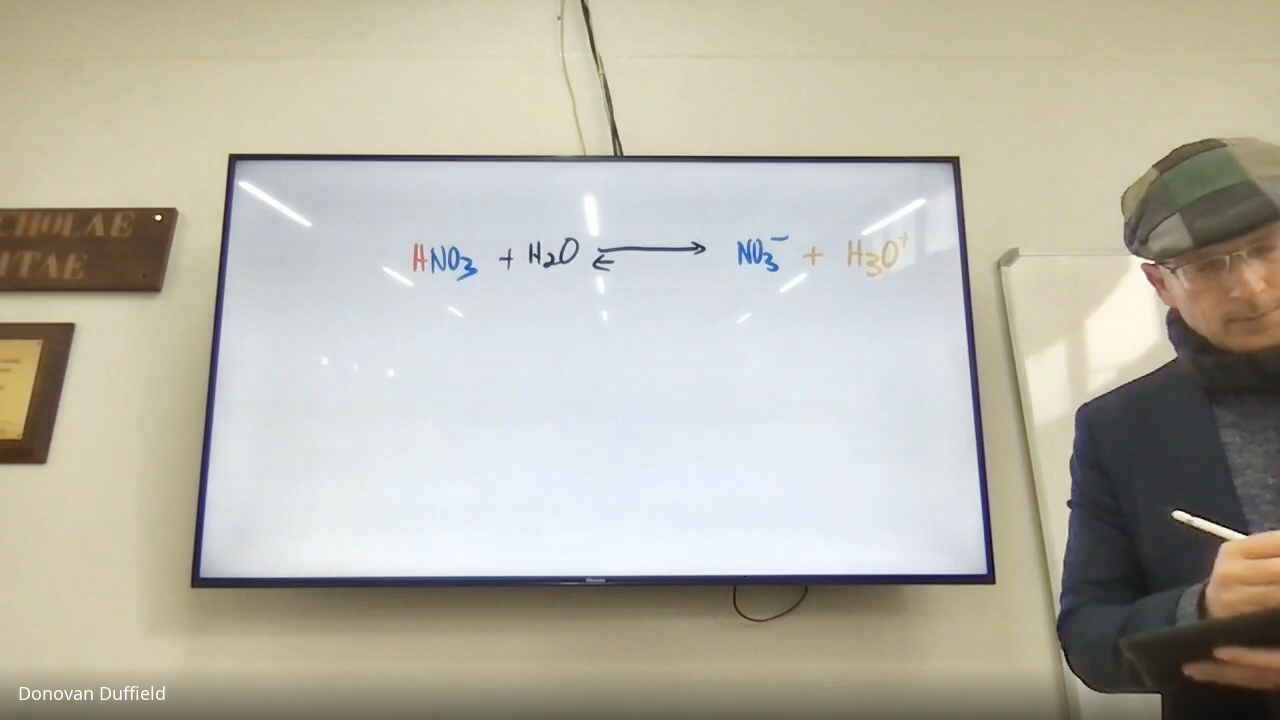 CHOLAE
ITAE
HNO₃ + H₂O ⇌ NO₃⁻ + H₃O⁺
Donovan Duffield